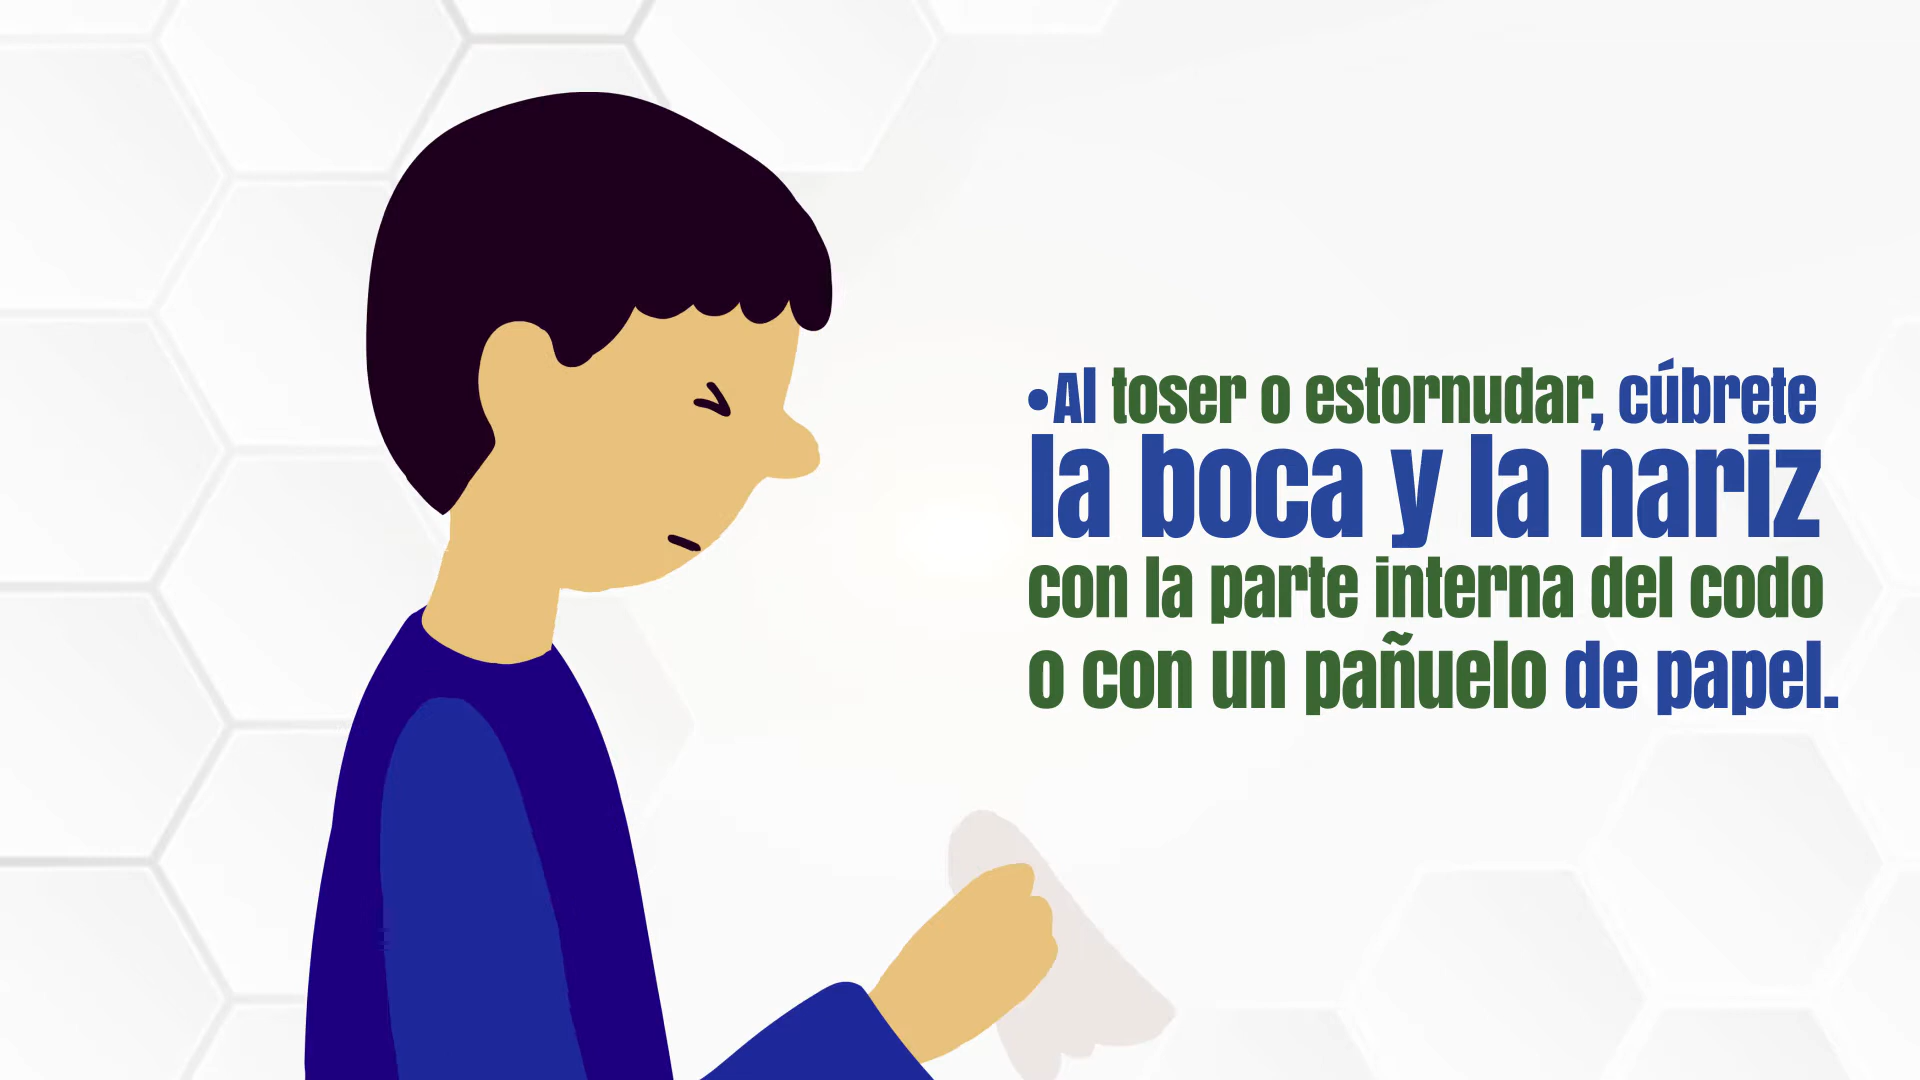 •Al toser o estornudar, cúbrete
la boca y la nariz
con la parte interna del codo
o con un pañuelo de papel.